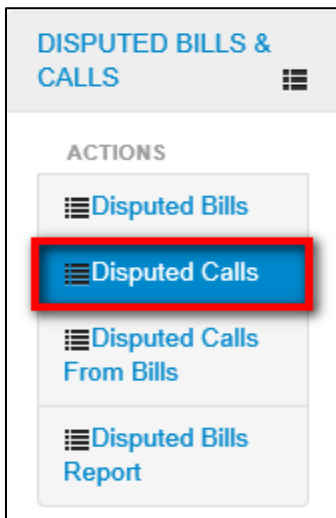 DISPUTED BILLS &
CALLS
ACTIONS
Disputed Bills
Disputed Calls
Disputed Calls
From Bills
Disputed Bills
Report